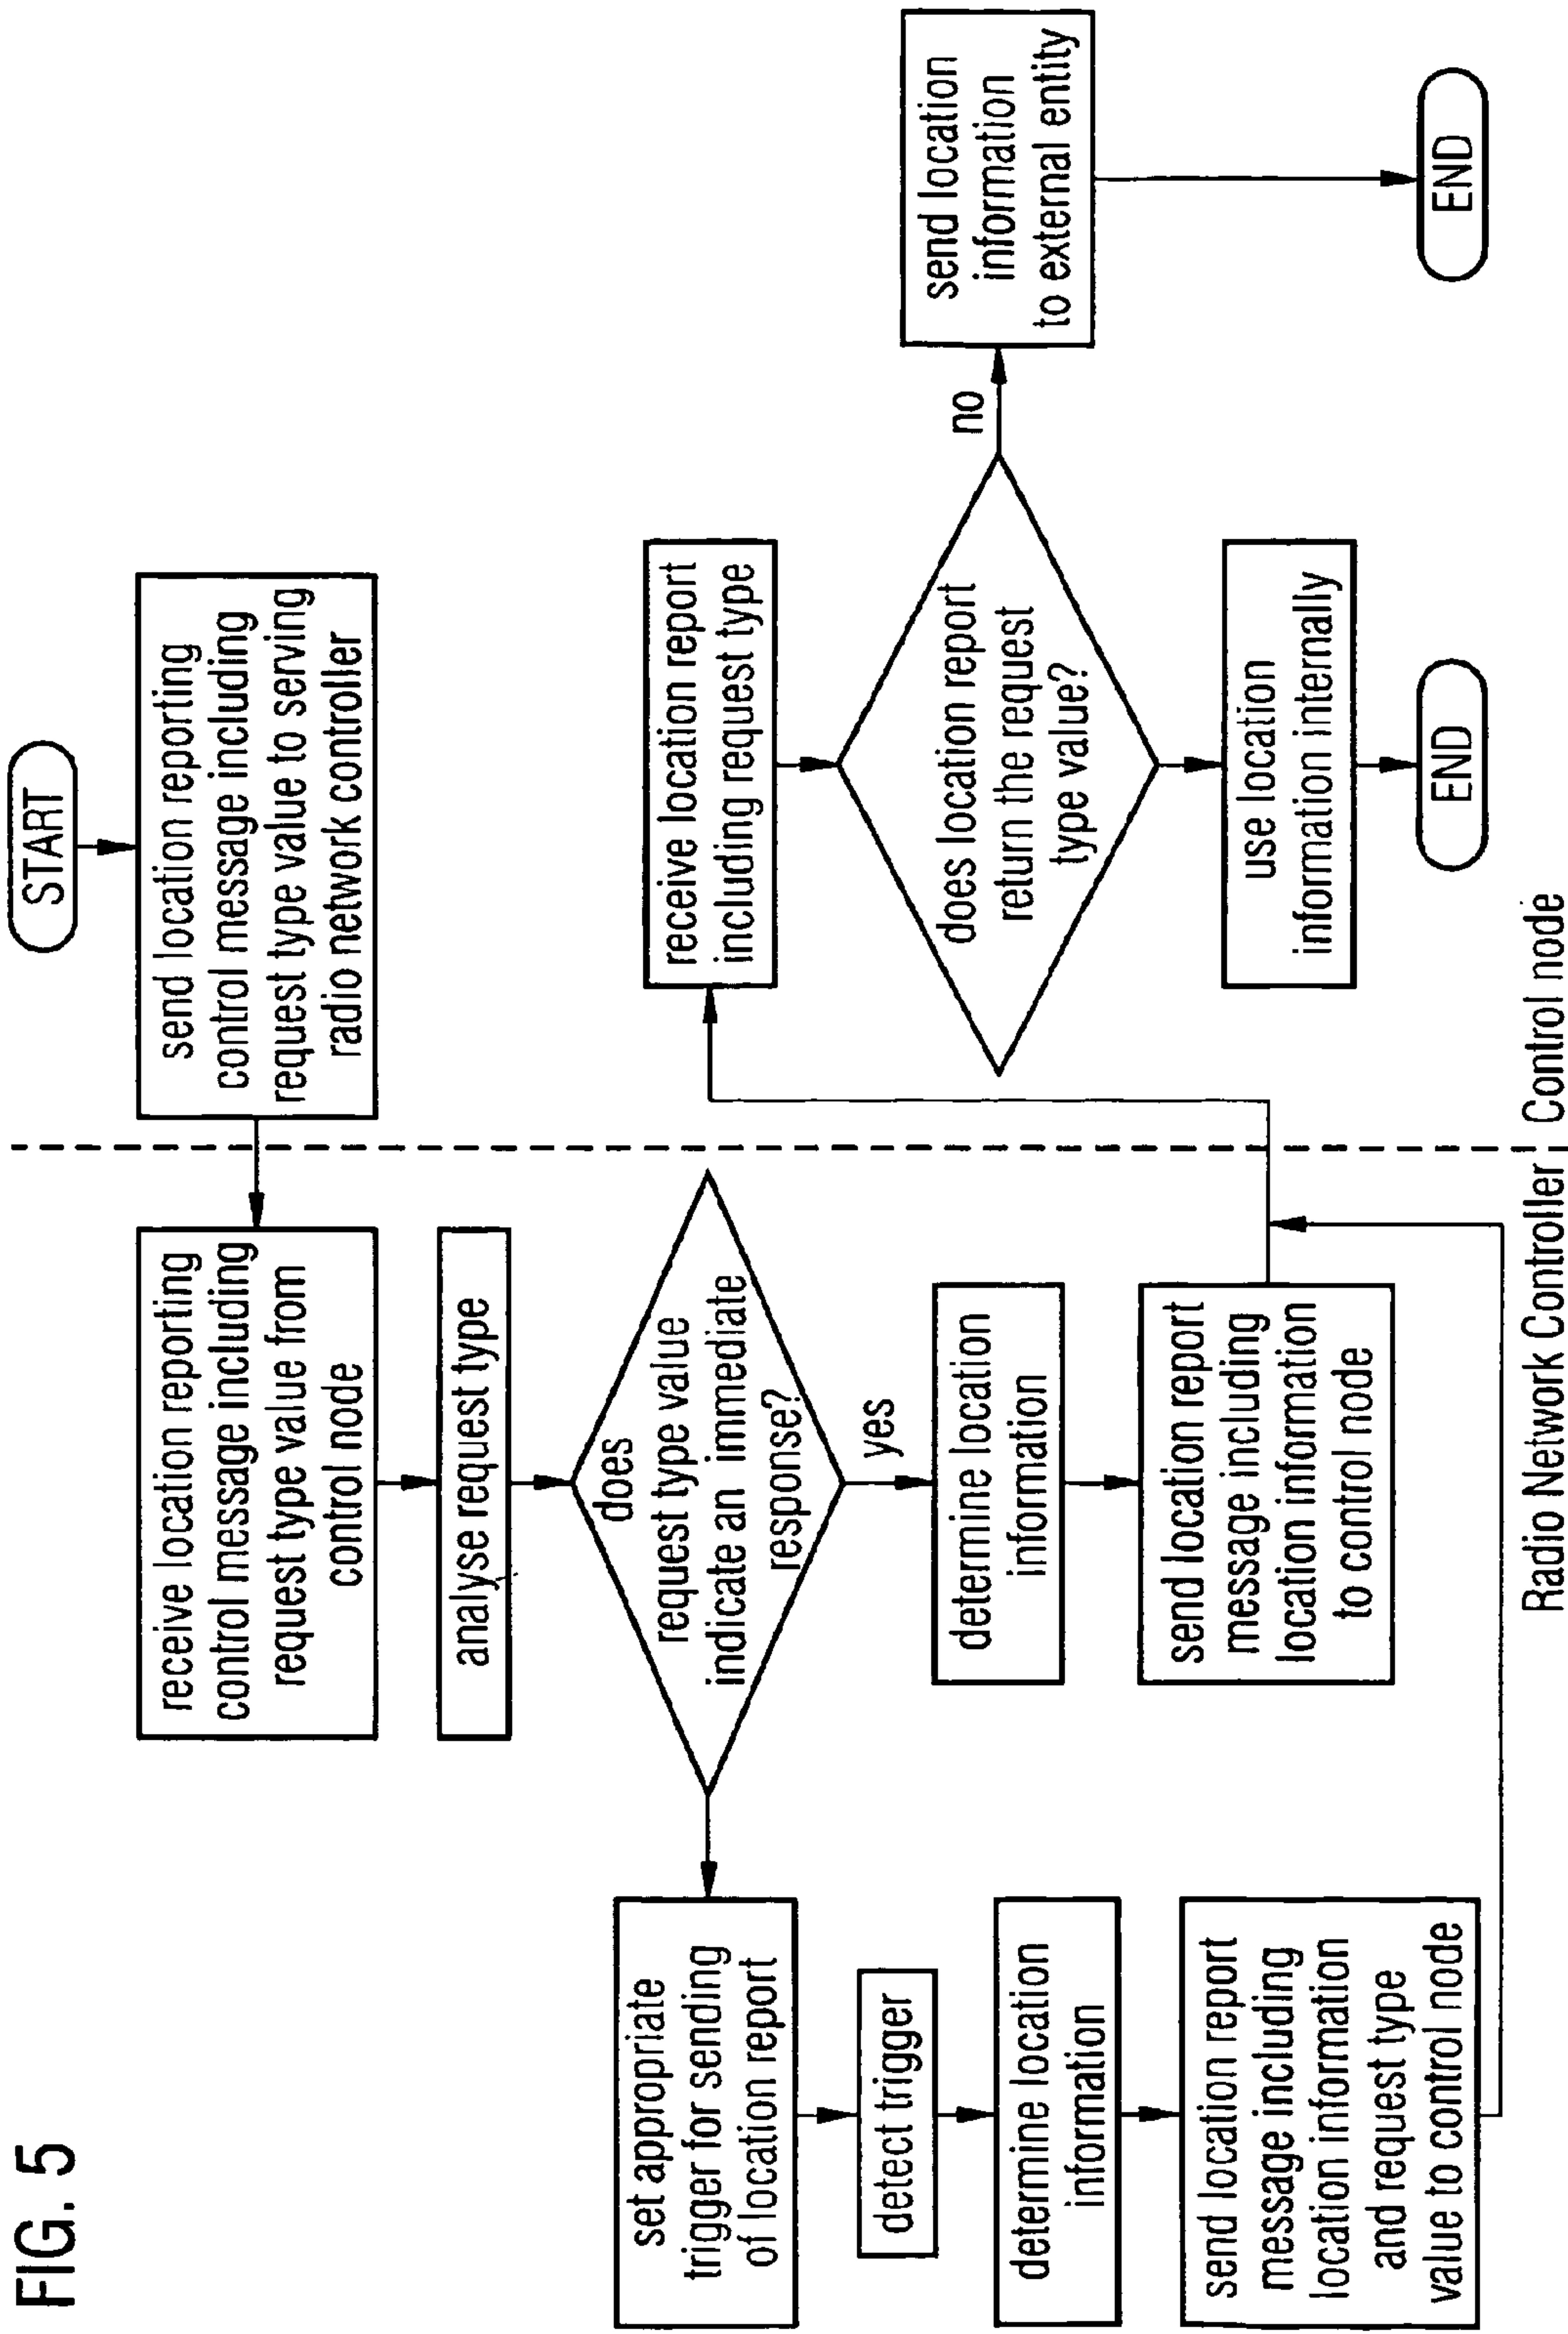 FIG. 5
START
send location reporting
control message including
request type value to serving
radio network controller
receive location reporting
control message including
request type value from
control node
analyse request type
does
request type value
indicate an immediate
response?
yes
determine location
information
send location report
message including
location information
to control node
set appropriate
trigger for sending
of location report
detect trigger
determine location
information
send location report
message including
location information
and request type
value to control node
receive location report
including request type
does location report
return the request
type value?
no
send location
information
to external entity
END
use location
information internally
END
Radio Network Controller
Control node